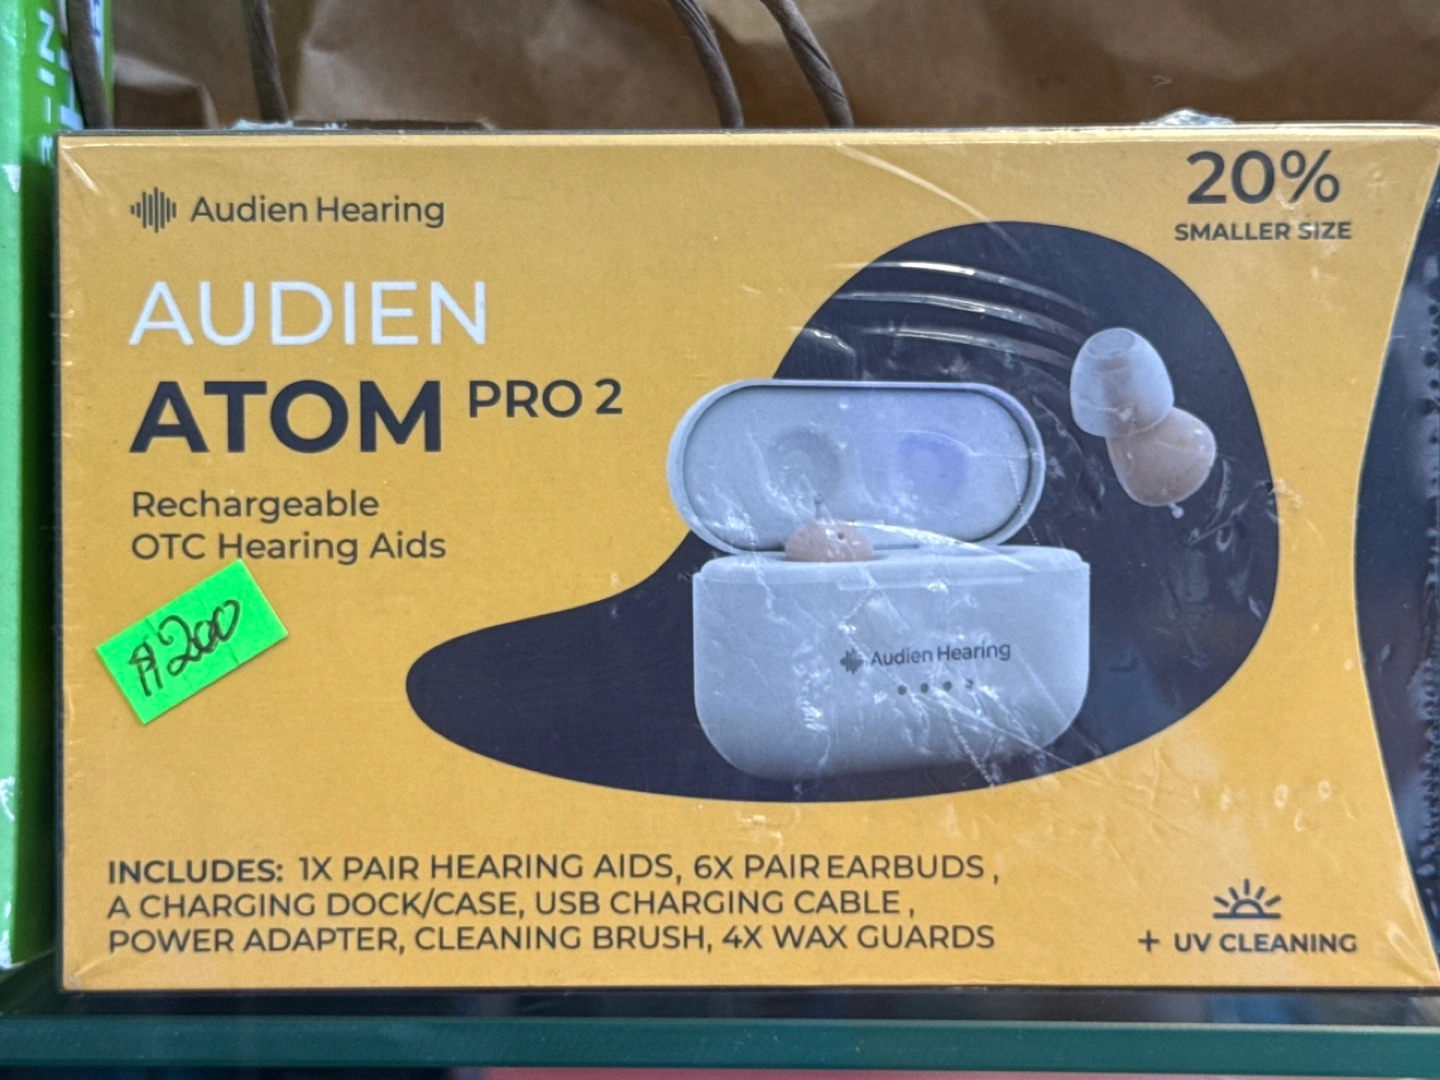 Audien Hearing
20%
SMALLER SIZE
AUDIEN
ATOM PRO 2
Rechargeable
OTC Hearing Aids
$200
Audien Hearing
INCLUDES: 1X PAIR HEARING AIDS, 6X PAIR EARBUDS ,
A CHARGING DOCK/CASE, USB CHARGING CABLE ,
POWER ADAPTER, CLEANING BRUSH, 4X WAX GUARDS
+ UV CLEANING